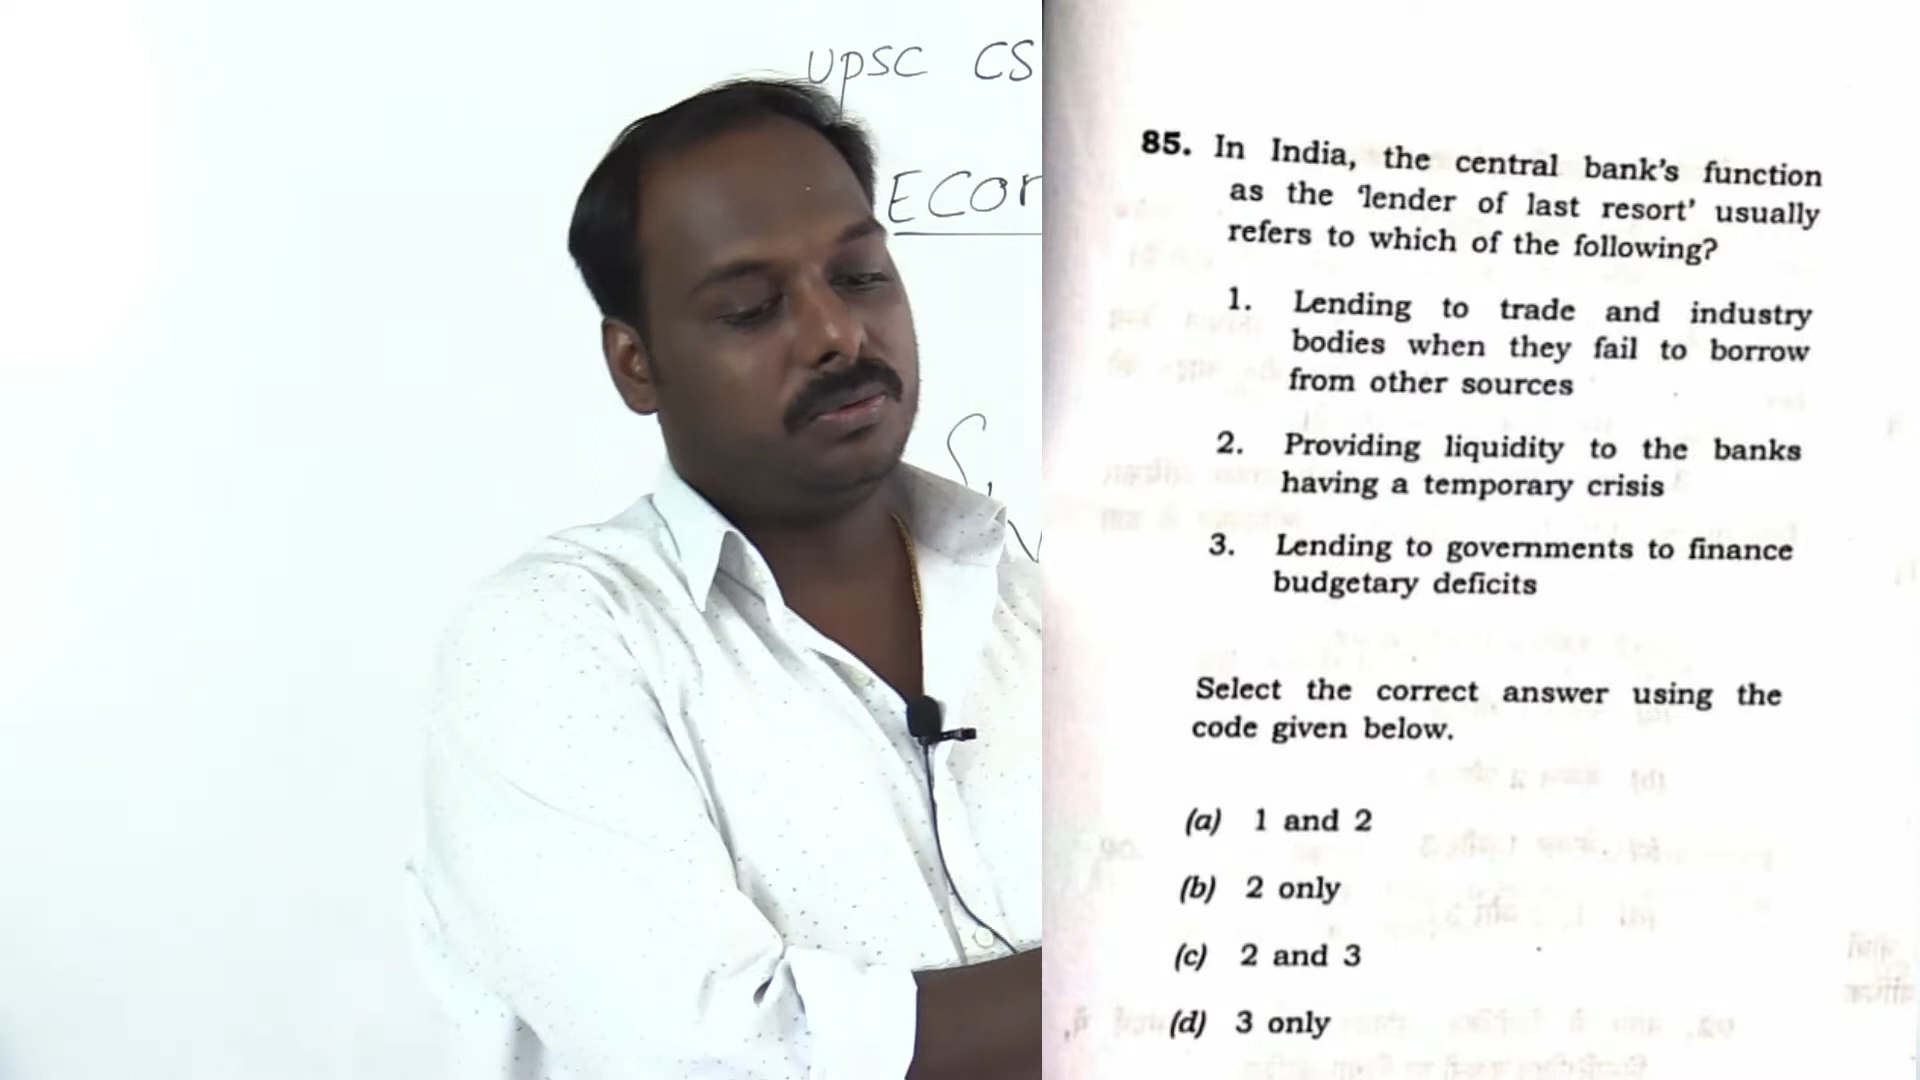 UPSC CS
ECO
85. In India, the central bank's function
as the 'lender of last resort' usually
refers to which of the following?
1. Lending to trade and industry
bodies when they fail to borrow
from other sources
2. Providing liquidity to the banks
having a temporary crisis
3. Lending to governments to finance
budgetary deficits
Select the correct answer using the
code given below.
(a) 1 and 2
(b) 2 only
(c) 2 and 3
(d) 3 only